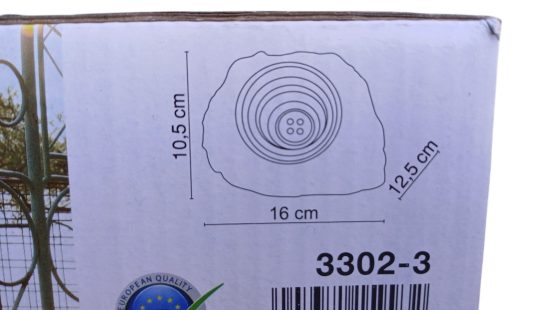 10,5 cm
12,5 cm
16 cm
3302-3
EUROPEAN QUALITY